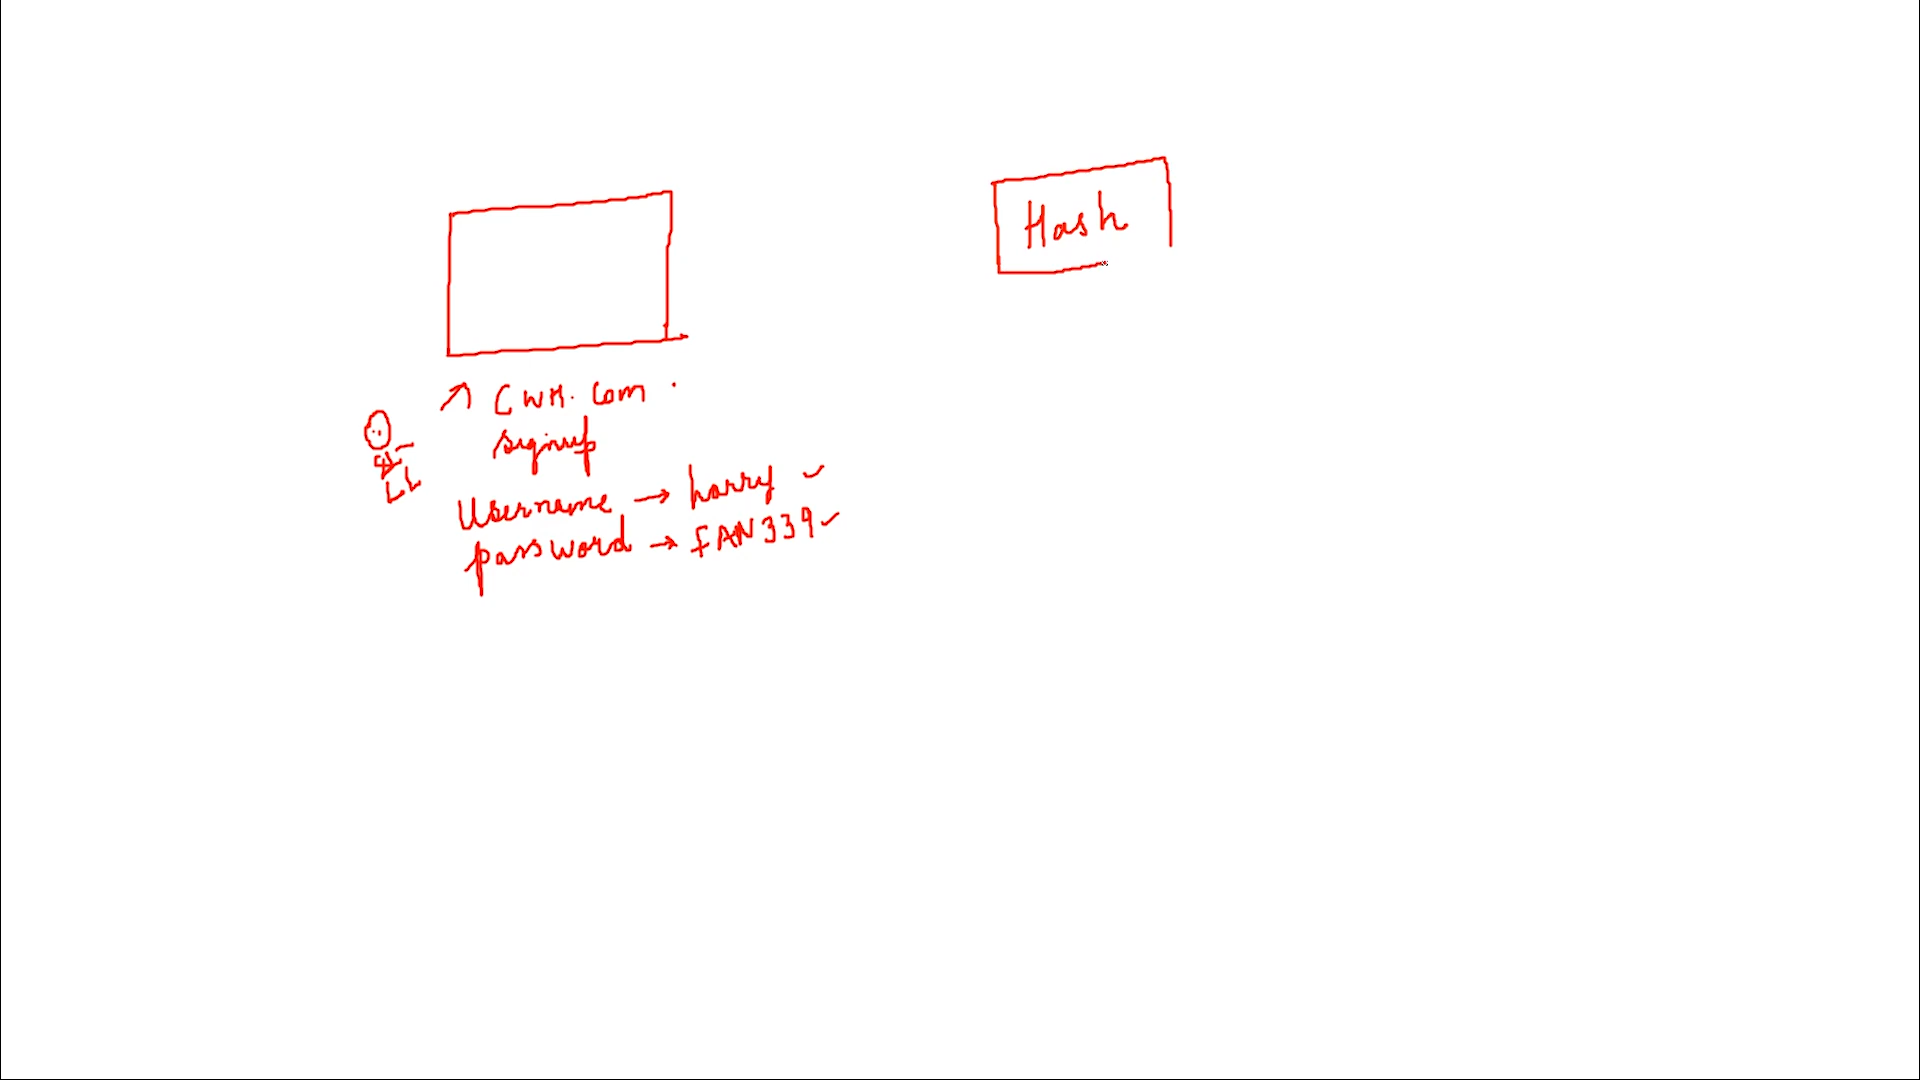 Hash
CWH.Com
signup
Username → harry ✓
password → FAN339 ✓